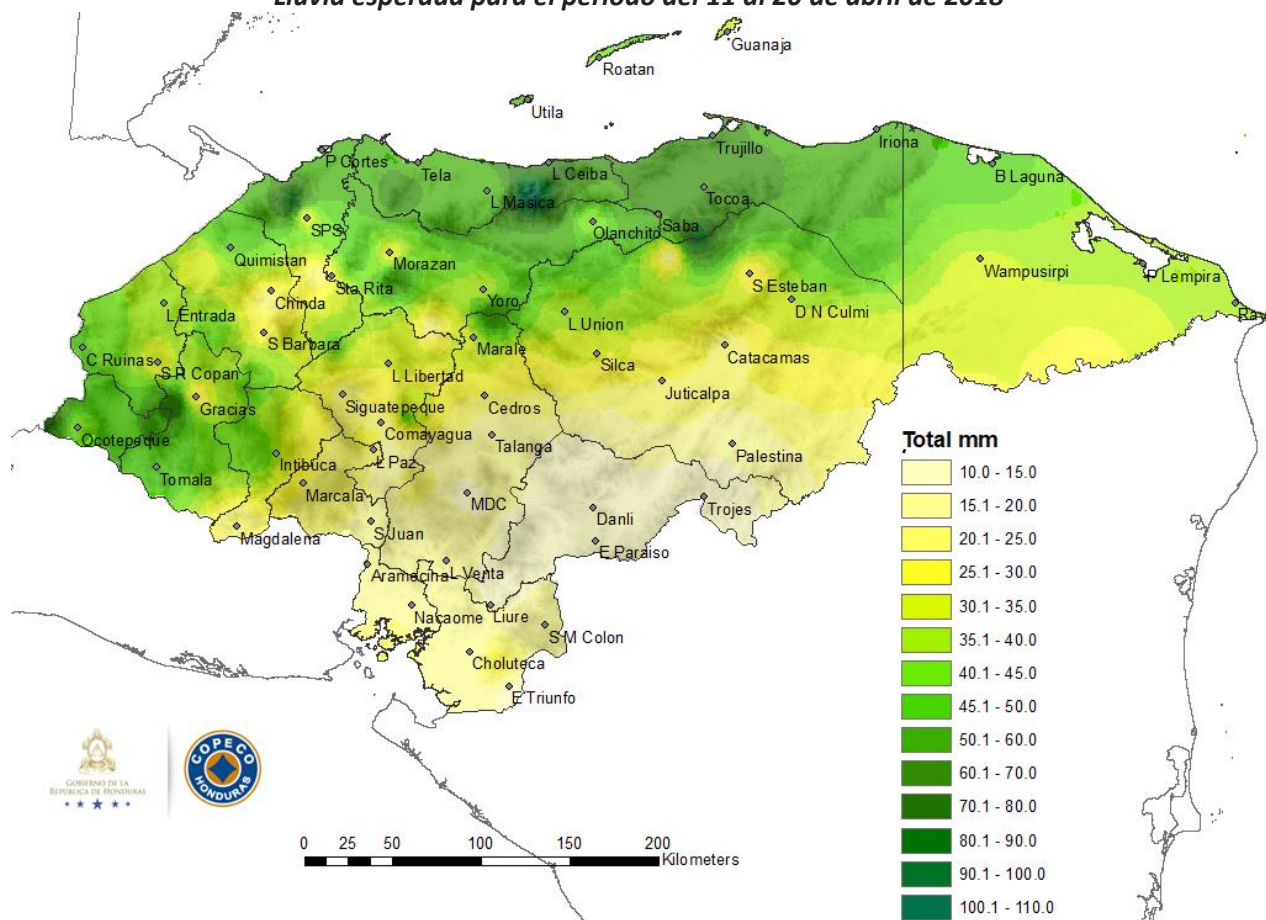 Lluvia esperada para el periodo del 11 al 20 de abril de 2018
Guanaja
Roatan
Utila
Trujillo
Iriona
P Cortes
Tela
L Ceiba
B Laguna
L Masica
Tocoa
SPS
Olanchito
Saba
Quimistan
Morazan
Wampusirpi
P Lempira
Sta Rita
S Esteban
Chinda
Yoro
D N Culmi
L Entrada
L Union
Ra
S Barbara
Marale
C Ruinas
Silca
Catacamas
S R Copan
L Libertad
Juticalpa
Gracias
Siguatepeque
Cedros
Ocotepeque
Comayagua
Talanga
Palestina
Intibuca
L Paz
Tomala
Marcala
MDC
Trojes
Danli
Magdalena
S Juan
E Paraiso
Aramecina
L Venta
Nacaome
Liure
S M Colon
Choluteca
E Triunfo
Total mm
10.0 - 15.0
15.1 - 20.0
20.1 - 25.0
25.1 - 30.0
30.1 - 35.0
35.1 - 40.0
40.1 - 45.0
45.1 - 50.0
50.1 - 60.0
60.1 - 70.0
70.1 - 80.0
80.1 - 90.0
90.1 - 100.0
100.1 - 110.0
GOBIERNO DE LA
REPÚBLICA DE HONDURAS
COPECO
HONDURAS
0 25 50 100 150 200
Kilometers